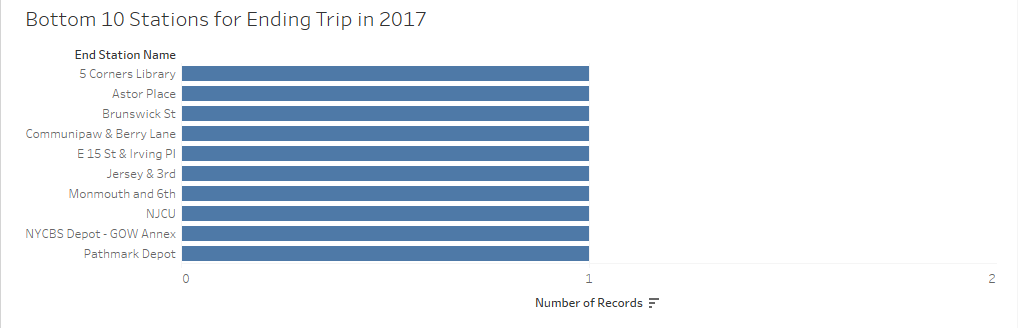 Bottom 10 Stations for Ending Trip in 2017
End Station Name
5 Corners Library
Astor Place
Brunswick St
Communipaw & Berry Lane
E 15 St & Irving Pl
Jersey & 3rd
Monmouth and 6th
NJCU
NYCBS Depot - GOW Annex
Pathmark Depot
0 1 2
Number of Records